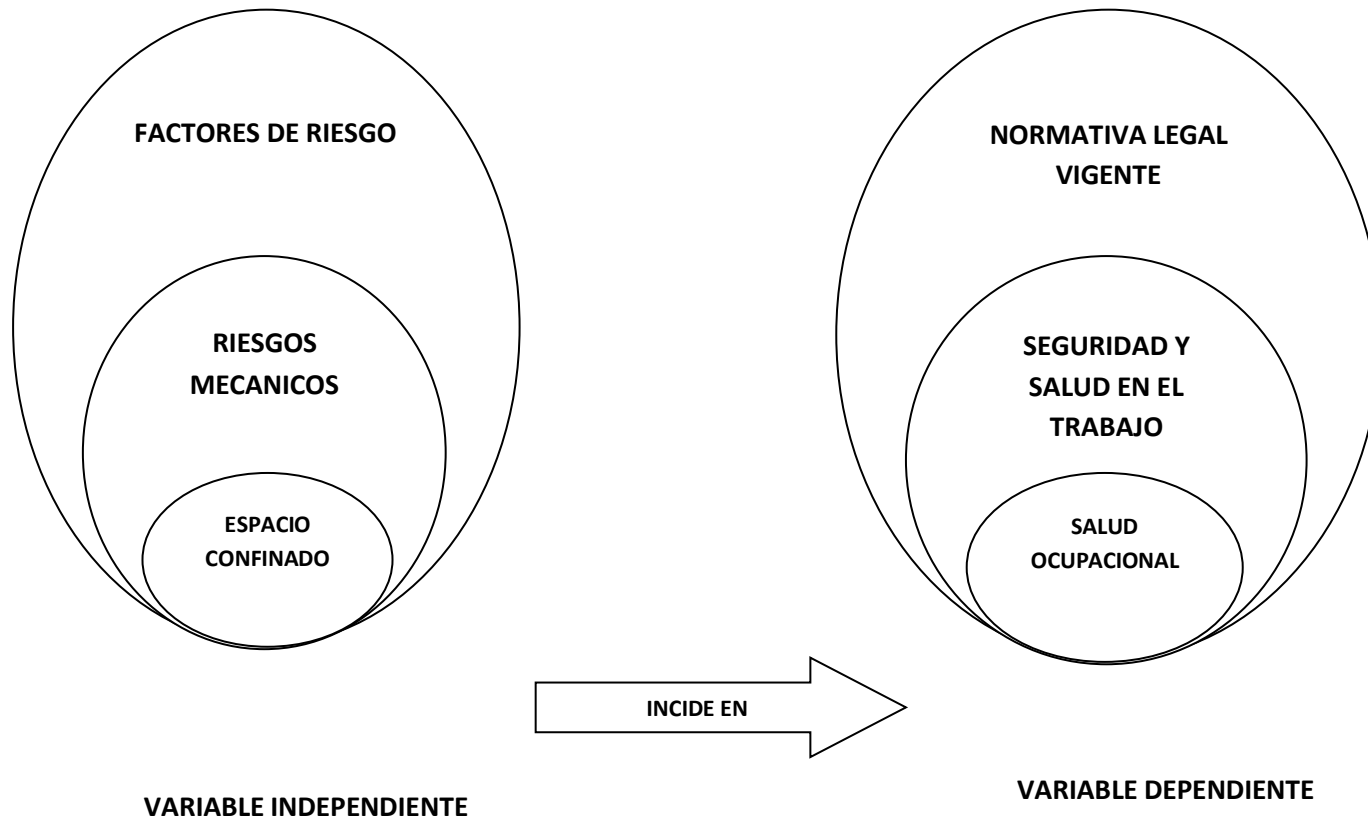 FACTORES DE RIESGO
RIESGOS
MECANICOS
ESPACIO
CONFINADO
NORMATIVA LEGAL
VIGENTE
SEGURIDAD Y
SALUD EN EL
TRABAJO
SALUD
OCUPACIONAL
INCIDE EN
VARIABLE INDEPENDIENTE
VARIABLE DEPENDIENTE